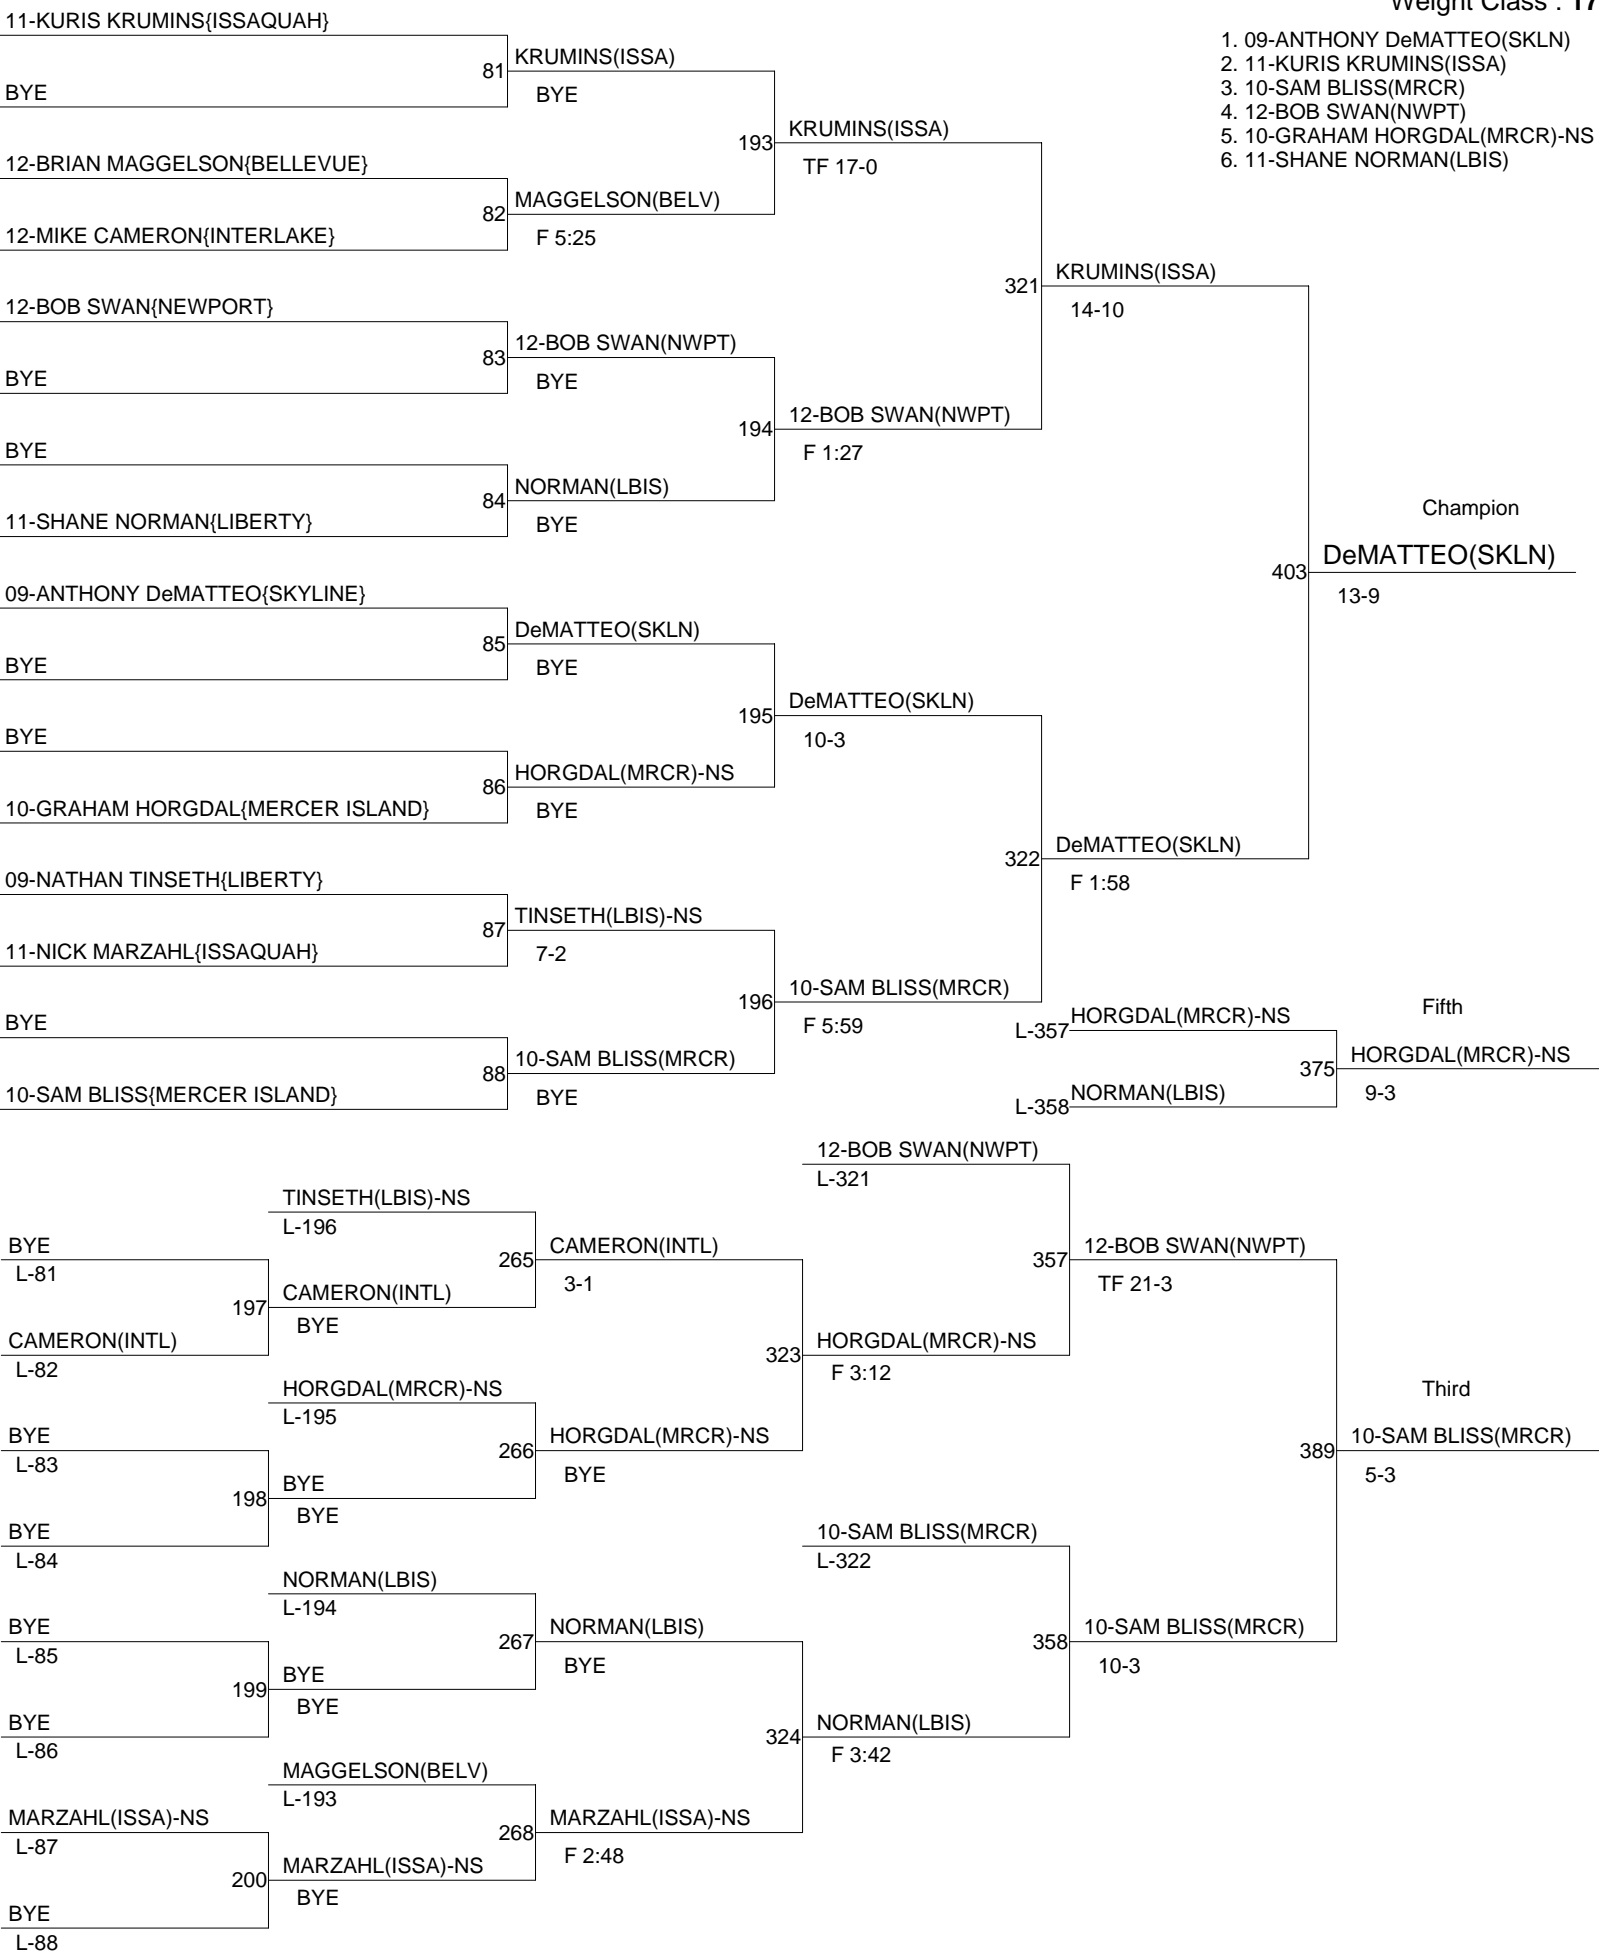 Weight Class : 17
1. 09-ANTHONY DeMATTEO(SKLN)
2. 11-KURIS KRUMINS(ISSA)
3. 10-SAM BLISS(MRCR)
4. 12-BOB SWAN(NWPT)
5. 10-GRAHAM HORGDAL(MRCR)-NS
6. 11-SHANE NORMAN(LBIS)
11-KURIS KRUMINS{ISSAQUAH}
81
BYE
KRUMINS(ISSA)
BYE
12-BRIAN MAGGELSON{BELLEVUE}
82
12-MIKE CAMERON{INTERLAKE}
MAGGELSON(BELV)
F 5:25
193
KRUMINS(ISSA)
TF 17-0
12-BOB SWAN{NEWPORT}
83
BYE
12-BOB SWAN(NWPT)
BYE
BYE
84
11-SHANE NORMAN{LIBERTY}
NORMAN(LBIS)
BYE
194
12-BOB SWAN(NWPT)
F 1:27
321
KRUMINS(ISSA)
14-10
09-ANTHONY DeMATTEO{SKYLINE}
85
BYE
DeMATTEO(SKLN)
BYE
BYE
86
10-GRAHAM HORGDAL{MERCER ISLAND}
HORGDAL(MRCR)-NS
BYE
195
DeMATTEO(SKLN)
10-3
09-NATHAN TINSETH{LIBERTY}
87
11-NICK MARZAHL{ISSAQUAH}
TINSETH(LBIS)-NS
7-2
BYE
88
10-SAM BLISS{MERCER ISLAND}
10-SAM BLISS(MRCR)
BYE
196
10-SAM BLISS(MRCR)
F 5:59
322
DeMATTEO(SKLN)
F 1:58
Champion
403
DeMATTEO(SKLN)
13-9
Fifth
L-357
HORGDAL(MRCR)-NS
L-358
NORMAN(LBIS)
375
HORGDAL(MRCR)-NS
9-3
12-BOB SWAN(NWPT)
L-321
TINSETH(LBIS)-NS
L-196
BYE
L-81
197
CAMERON(INTL)
L-82
CAMERON(INTL)
BYE
265
CAMERON(INTL)
3-1
HORGDAL(MRCR)-NS
L-195
BYE
L-83
198
BYE
L-84
BYE
BYE
266
HORGDAL(MRCR)-NS
BYE
323
HORGDAL(MRCR)-NS
F 3:12
357
12-BOB SWAN(NWPT)
TF 21-3
10-SAM BLISS(MRCR)
L-322
NORMAN(LBIS)
L-194
BYE
L-85
199
BYE
L-86
BYE
BYE
267
NORMAN(LBIS)
BYE
MAGGELSON(BELV)
L-193
MARZAHL(ISSA)-NS
L-87
200
BYE
L-88
MARZAHL(ISSA)-NS
BYE
268
MARZAHL(ISSA)-NS
F 2:48
324
NORMAN(LBIS)
F 3:42
358
10-SAM BLISS(MRCR)
10-3
Third
389
10-SAM BLISS(MRCR)
5-3